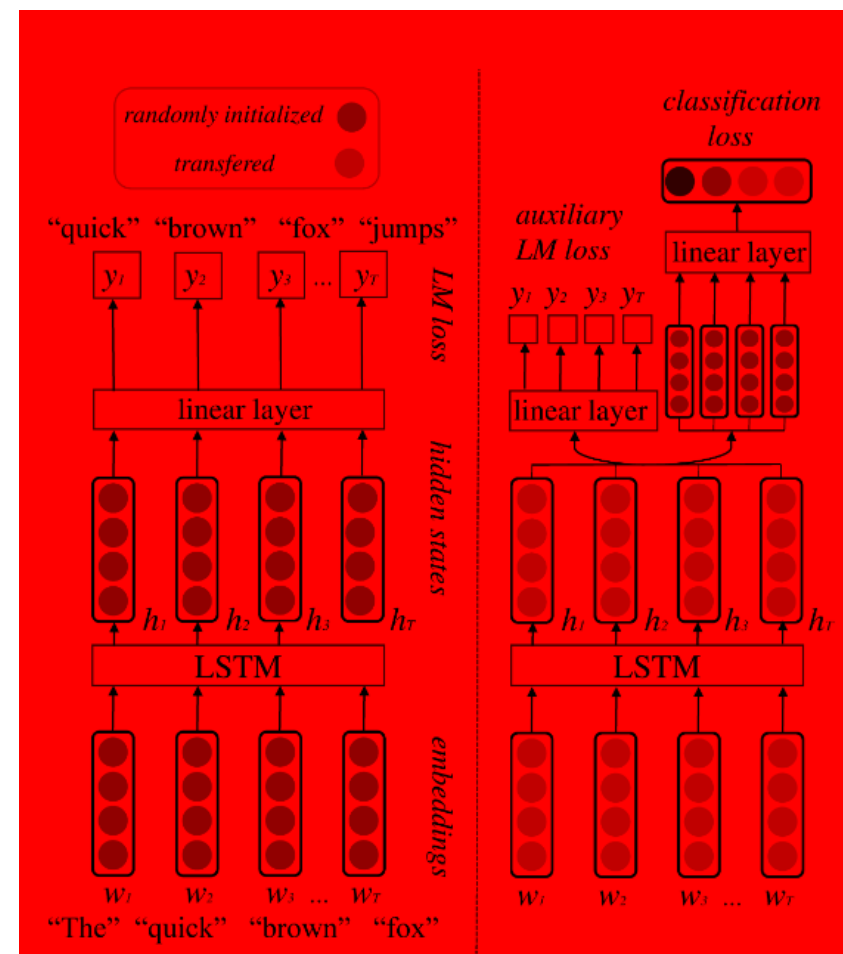 randomly initialized
transfered
“quick” “brown” “fox” “jumps”
y1 y2 y3 ... yT
LM loss
linear layer
hidden states
h1 h2 h3 hT
LSTM
embeddings
w1 w2 w3 ... wT
“The” “quick” “brown” “fox”
classification
loss
auxiliary
LM loss
linear layer
y1 y2 y3 yT
linear layer
h1 h2 h3 hT
LSTM
w1 w2 w3 ... wT